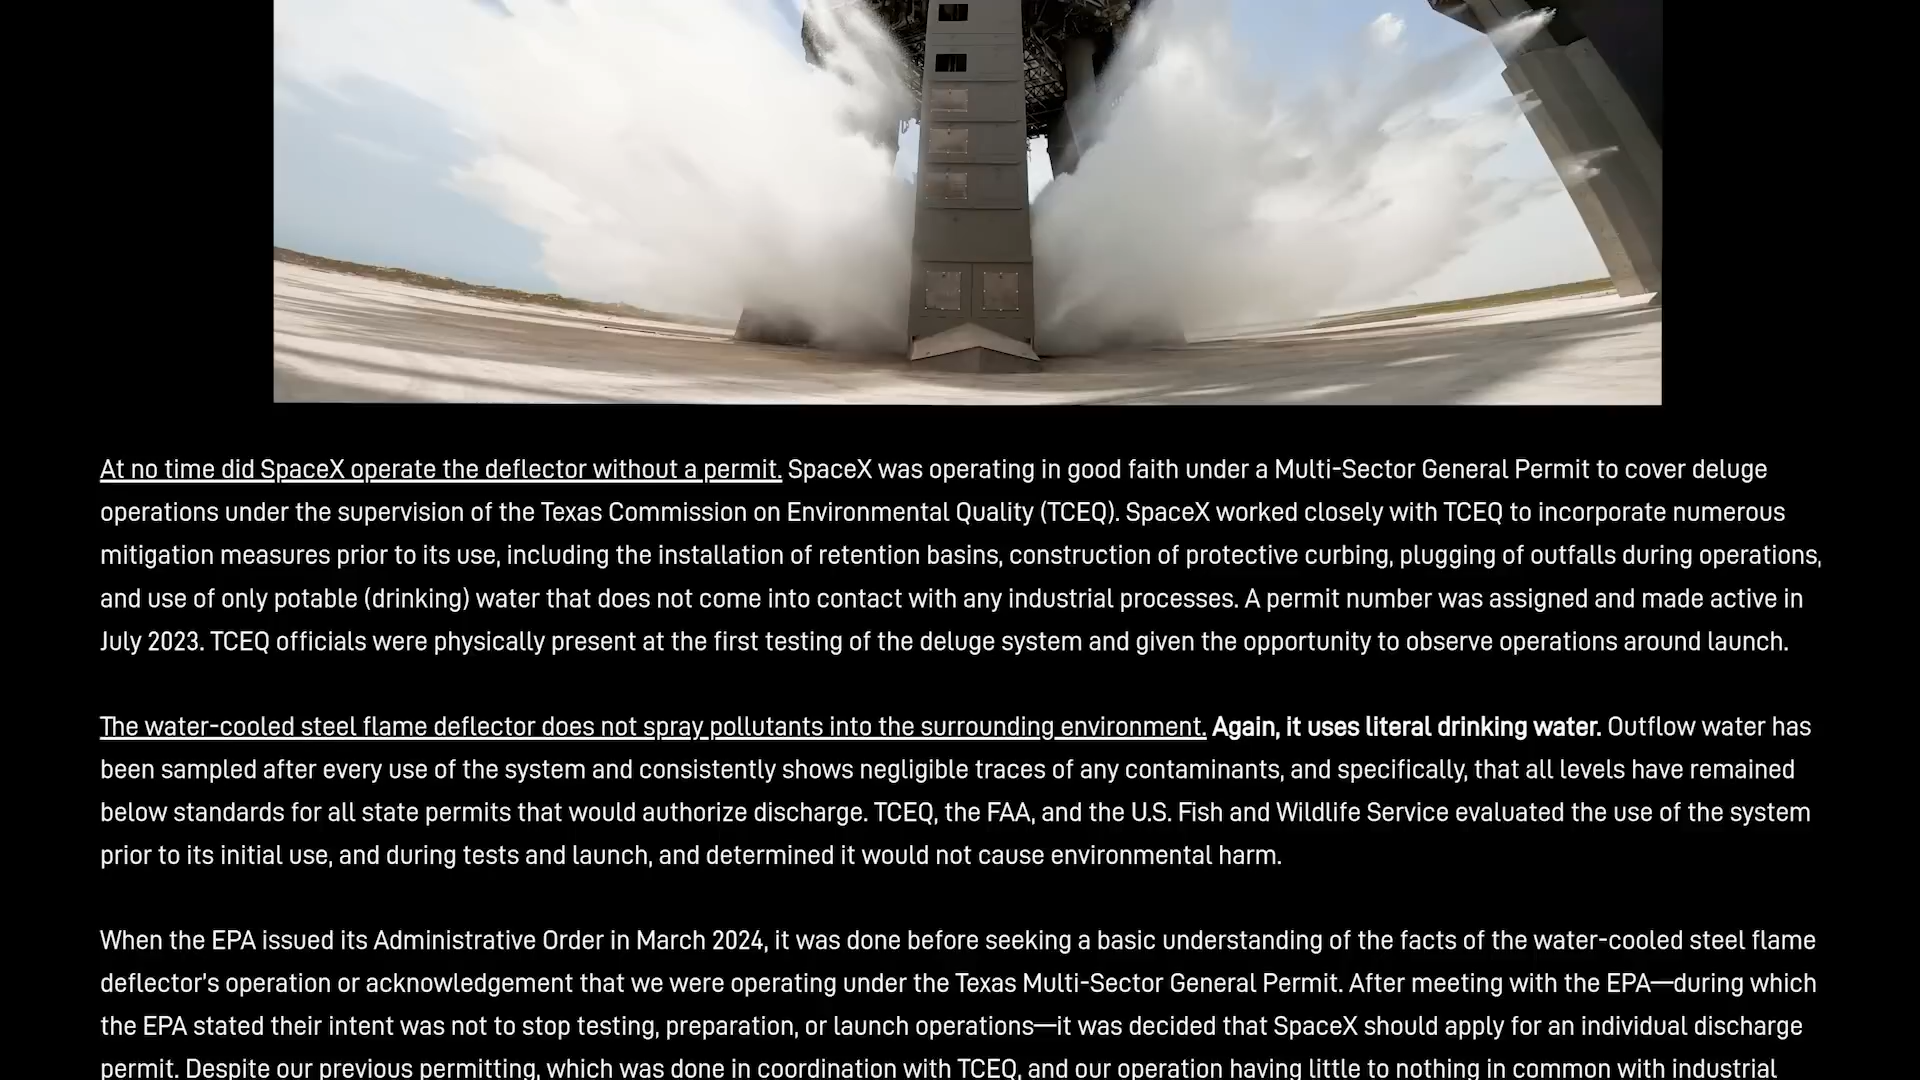 At no time did SpaceX operate the deflector without a permit. SpaceX was operating in good faith under a Multi-Sector General Permit to cover deluge
operations under the supervision of the Texas Commission on Environmental Quality (TCEQ). SpaceX worked closely with TCEQ to incorporate numerous
mitigation measures prior to its use, including the installation of retention basins, construction of protective curbing, plugging of outfalls during operations,
and use of only potable (drinking) water that does not come into contact with any industrial processes. A permit number was assigned and made active in
July 2023. TCEQ officials were physically present at the first testing of the deluge system and given the opportunity to observe operations around launch.
The water-cooled steel flame deflector does not spray pollutants into the surrounding environment. Again, it uses literal drinking water. Outflow water has
been sampled after every use of the system and consistently shows negligible traces of any contaminants, and specifically, that all levels have remained
below standards for all state permits that would authorize discharge. TCEQ, the FAA, and the U.S. Fish and Wildlife Service evaluated the use of the system
prior to its initial use, and during tests and launch, and determined it would not cause environmental harm.
When the EPA issued its Administrative Order in March 2024, it was done before seeking a basic understanding of the facts of the water-cooled steel flame
deflector's operation or acknowledgement that we were operating under the Texas Multi-Sector General Permit. After meeting with the EPA—during which
the EPA stated their intent was not to stop testing, preparation, or launch operations—it was decided that SpaceX should apply for an individual discharge
permit. Despite our previous permitting, which was done in coordination with TCEQ, and our operation having little to nothing in common with industrial